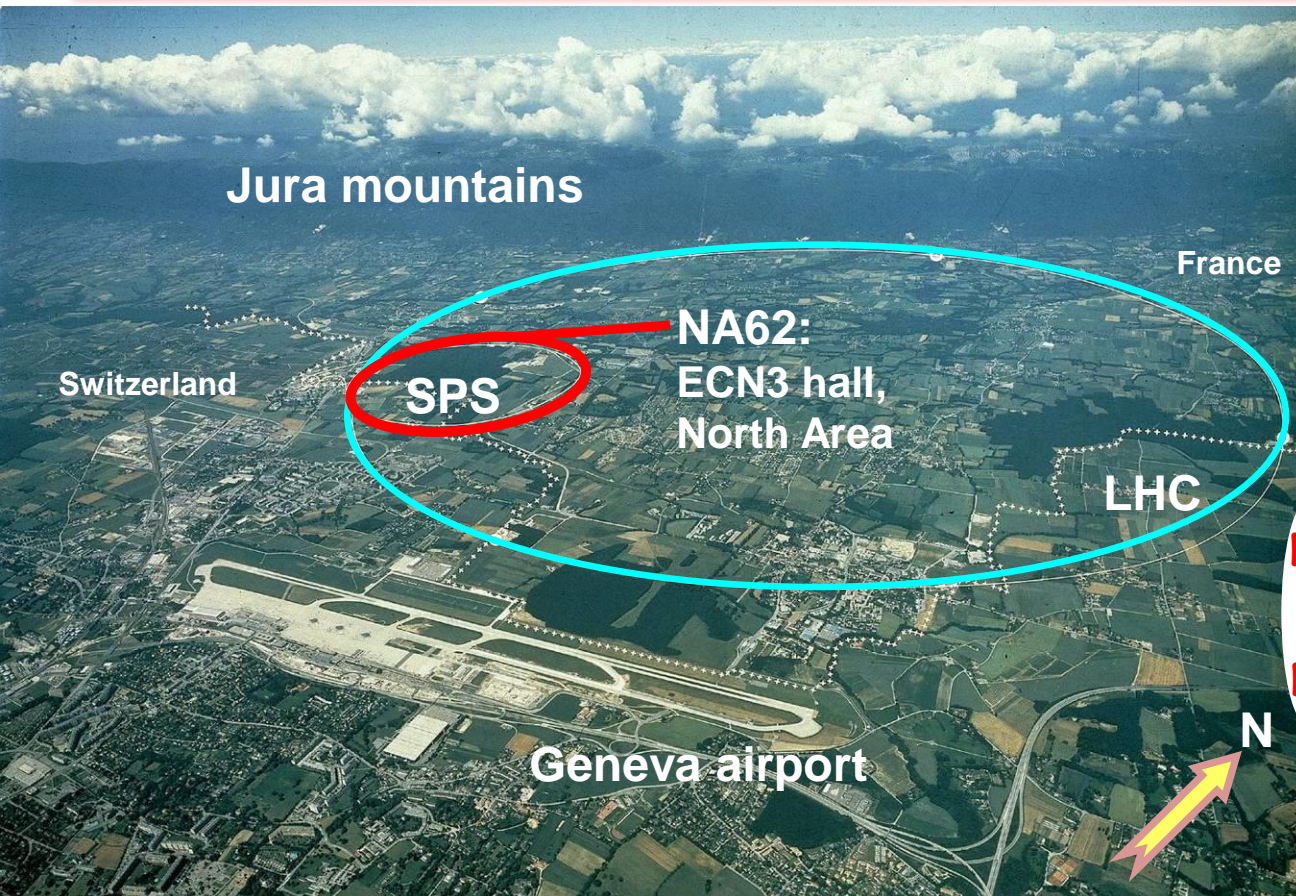 Jura mountains
France
NA62:
ECN3 hall,
North Area
Switzerland
SPS
LHC
N
Geneva airport